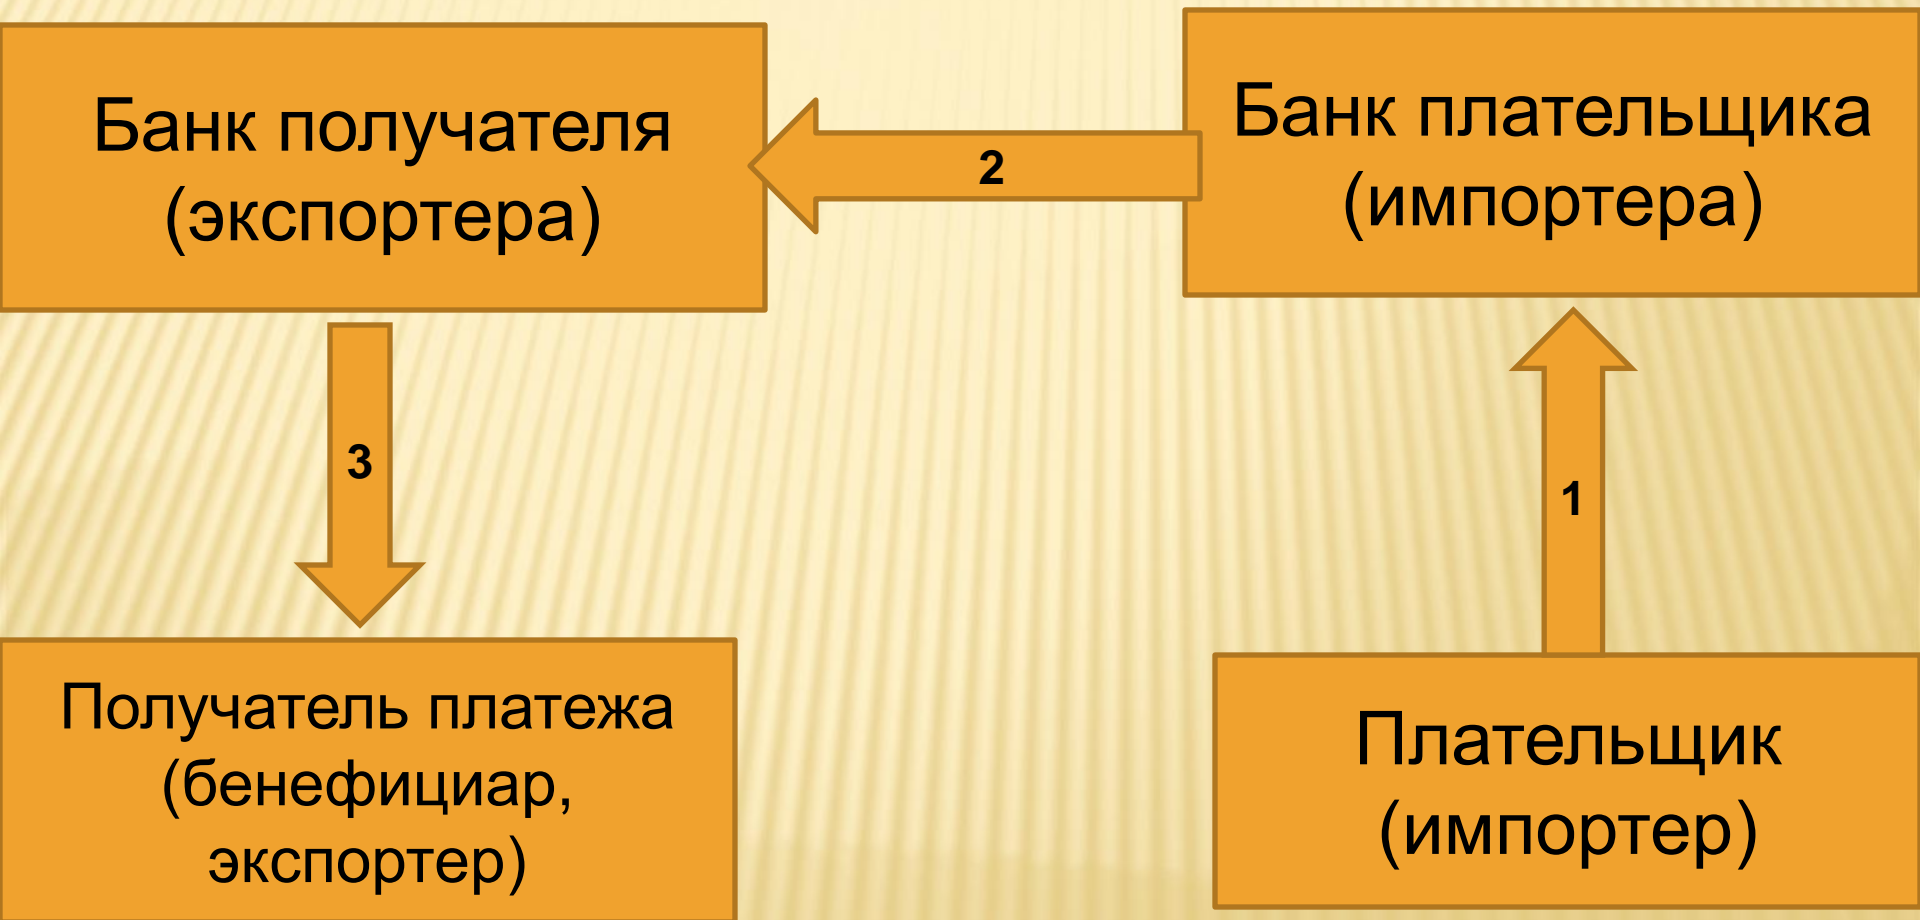 Банк получателя
(экспортера)
2
Банк плательщика
(импортера)
3
1
Получатель платежа
(бенефициар,
экспортер)
Плательщик
(импортер)